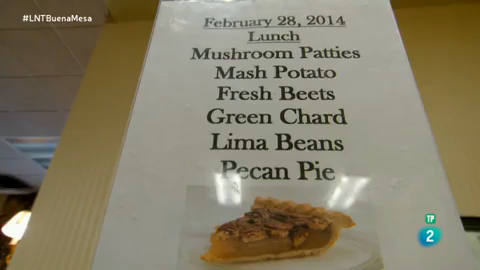 #LNTBuenaMesa
February 28, 2014
Lunch
Mushroom Patties
Mash Potato
Fresh Beets
Green Chard
Lima Beans
Pecan Pie
TP
2